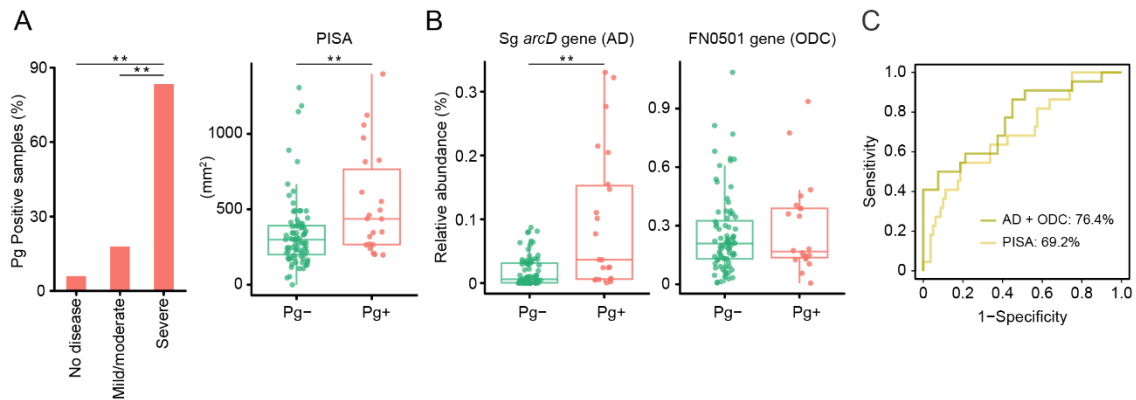 A
Pg Positive samples (%)
90
60
30
0
**
**
No disease
Mild/moderate
Severe
PISA
**
(mm²)
1000
500
0
Pg−
Pg+
B
Sg arcD gene (AD)
**
Relative abundance (%)
0.3
0.2
0.1
0
Pg−
Pg+
FN0501 gene (ODC)
0.9
0.6
0.3
0
Pg−
Pg+
C
Sensitivity
1.0
0.8
0.6
0.4
0.2
0
AD + ODC: 76.4%
PISA: 69.2%
0 0.2 0.4 0.6 0.8 1.0
1−Specificity